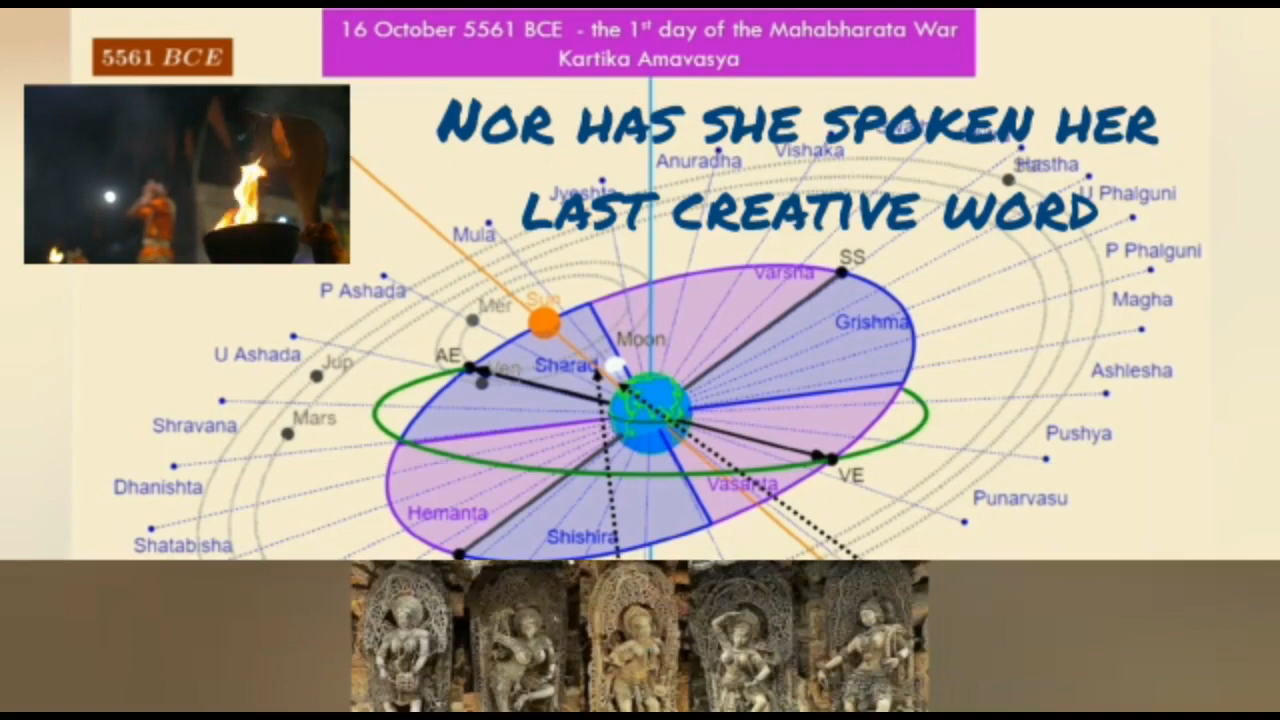 16 October 5561 BCE - the 1st day of the Mahabharata War
Kartika Amavasya
5561 BCE
NOR HAS SHE SPOKEN HER
LAST CREATIVE WORD
Anuradha
Vishaka
Hastha
U Phalguni
Jyeshta
Mula
P Phalguni
SS
Varsha
P Ashada
Magha
Mer
Sun
Grishma
Moon
U Ashada
Jup
AE
Ven
Sharad
Ashlesha
Shravana
Mars
Pushya
VE
Dhanishta
Vasanta
Punarvasu
Hemanta
Shishira
Shatabisha